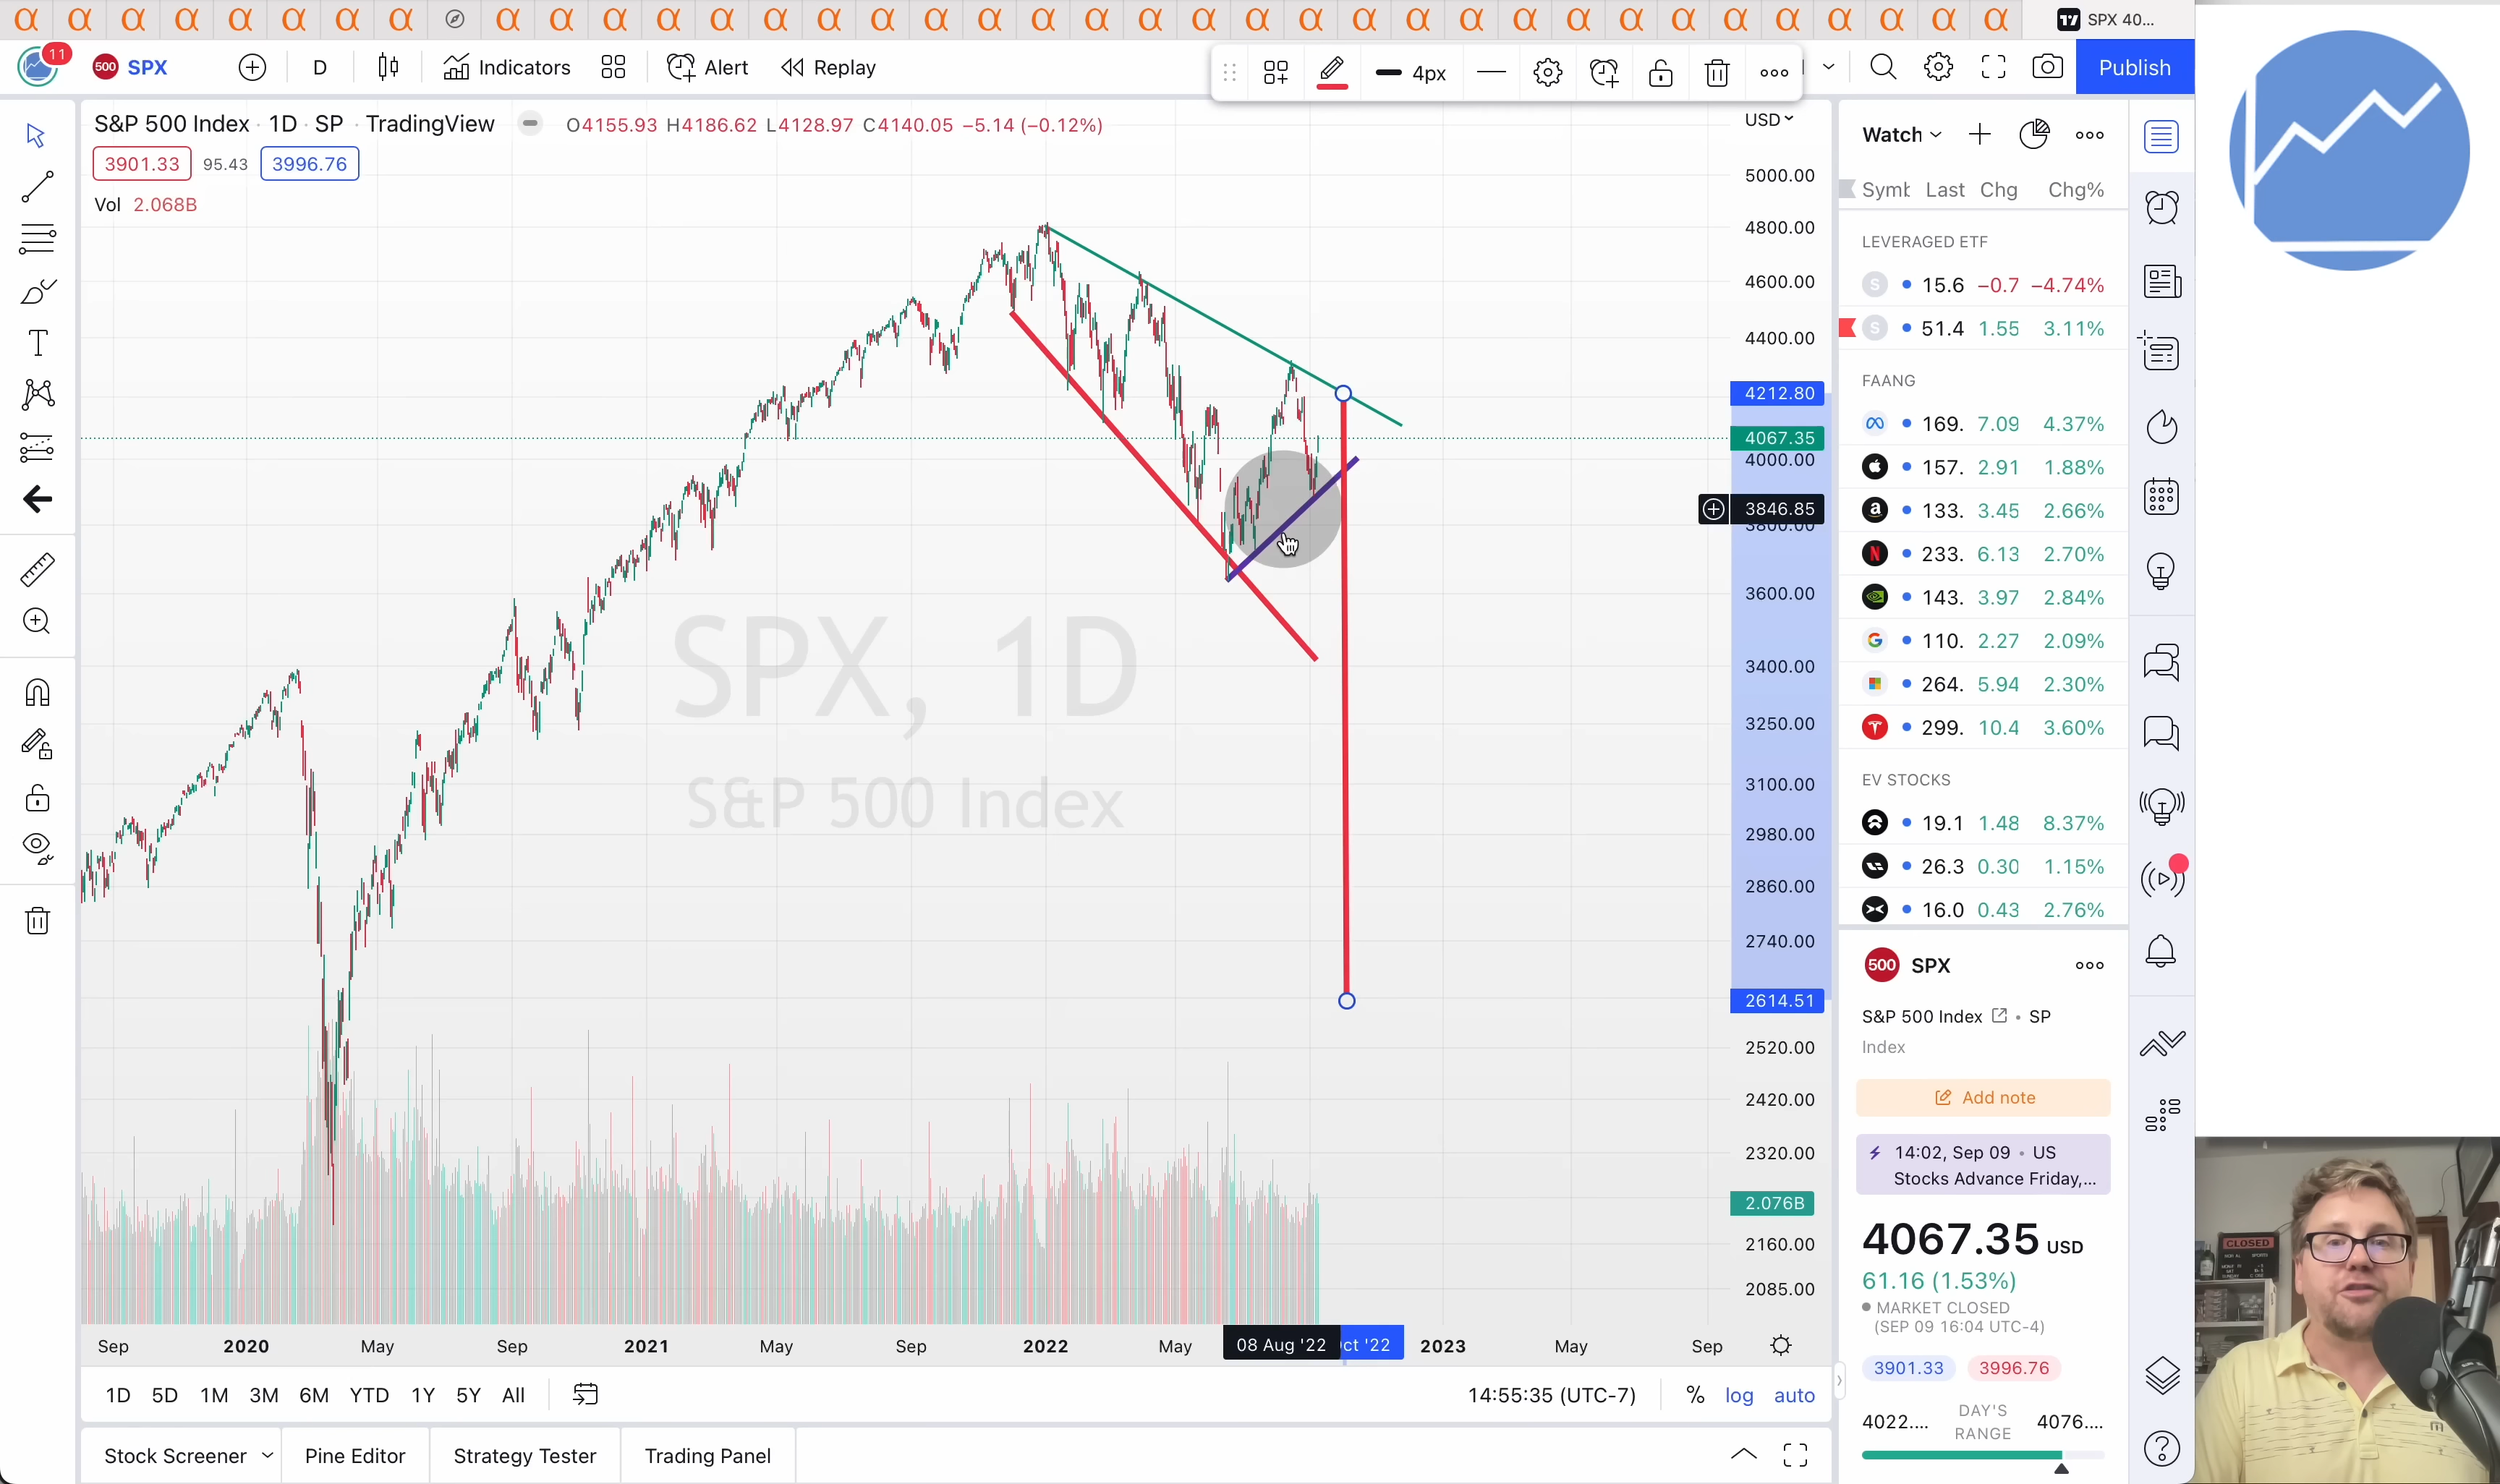 SPX 40...
11
500 SPX
D
Indicators
Alert
Replay
4px
Publish
S&P 500 Index · 1D · SP · TradingView
O4155.93 H4186.62 L4128.97 C4140.05 −5.14 (−0.12%)
3901.33 95.43 3996.76
Vol 2.068B
T
USD
5000.00
4800.00
4600.00
4400.00
4212.80
4067.35
4000.00
3846.85
3800.00
3600.00
3400.00
3250.00
3100.00
2980.00
2860.00
2740.00
2614.51
2520.00
2420.00
2320.00
2.076B
2160.00
2085.00
SPX, 1D
S&P 500 Index
Sep 2020 May Sep 2021 May Sep 2022 May 08 Aug '22 ct '22 2023 May Sep
1D 5D 1M 3M 6M YTD 1Y 5Y All
14:55:35 (UTC-7) % log auto
Stock Screener Pine Editor Strategy Tester Trading Panel
Watch
Last Chg Chg%
LEVERAGED ETF
S 15.6 −0.7 −4.74%
S 51.4 1.55 3.11%
FAANG
169. 7.09 4.37%
157. 2.91 1.88%
a 133. 3.45 2.66%
N 233. 6.13 2.70%
143. 3.97 2.84%
G 110. 2.27 2.09%
264. 5.94 2.30%
299. 10.4 3.60%
EV STOCKS
19.1 1.48 8.37%
26.3 0.30 1.15%
16.0 0.43 2.76%
500 SPX
S&P 500 Index • SP
Index
Add note
14:02, Sep 09 • US
Stocks Advance Friday,...
4067.35 USD
61.16 (1.53%)
MARKET CLOSED
(SEP 09 16:04 UTC-4)
3901.33 3996.76
4022.... DAY'S RANGE 4076....
CLOSED